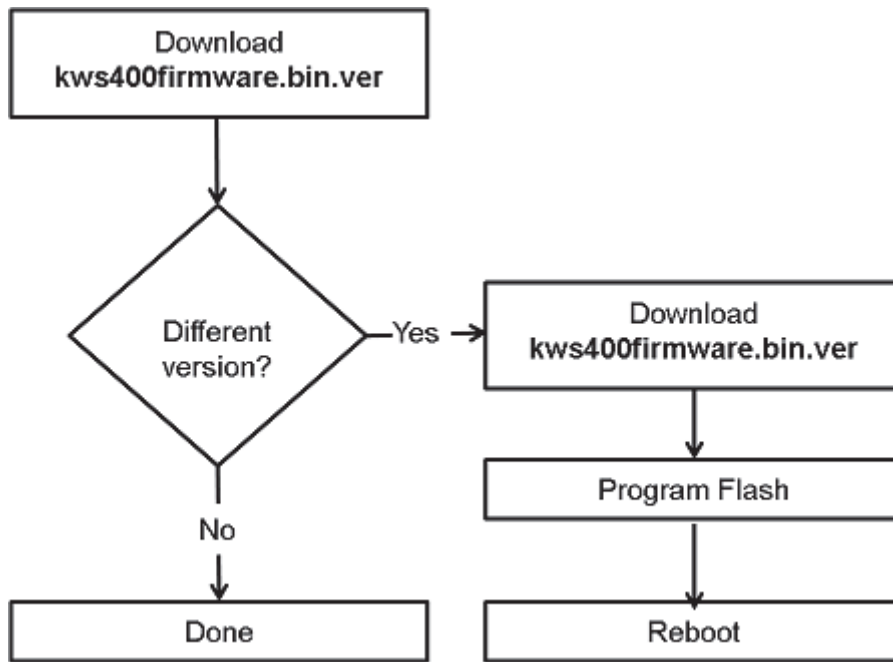 Download
kws400firmware.bin.ver
Different
version?
Yes
Download
kws400firmware.bin.ver
Program Flash
No
Done
Reboot